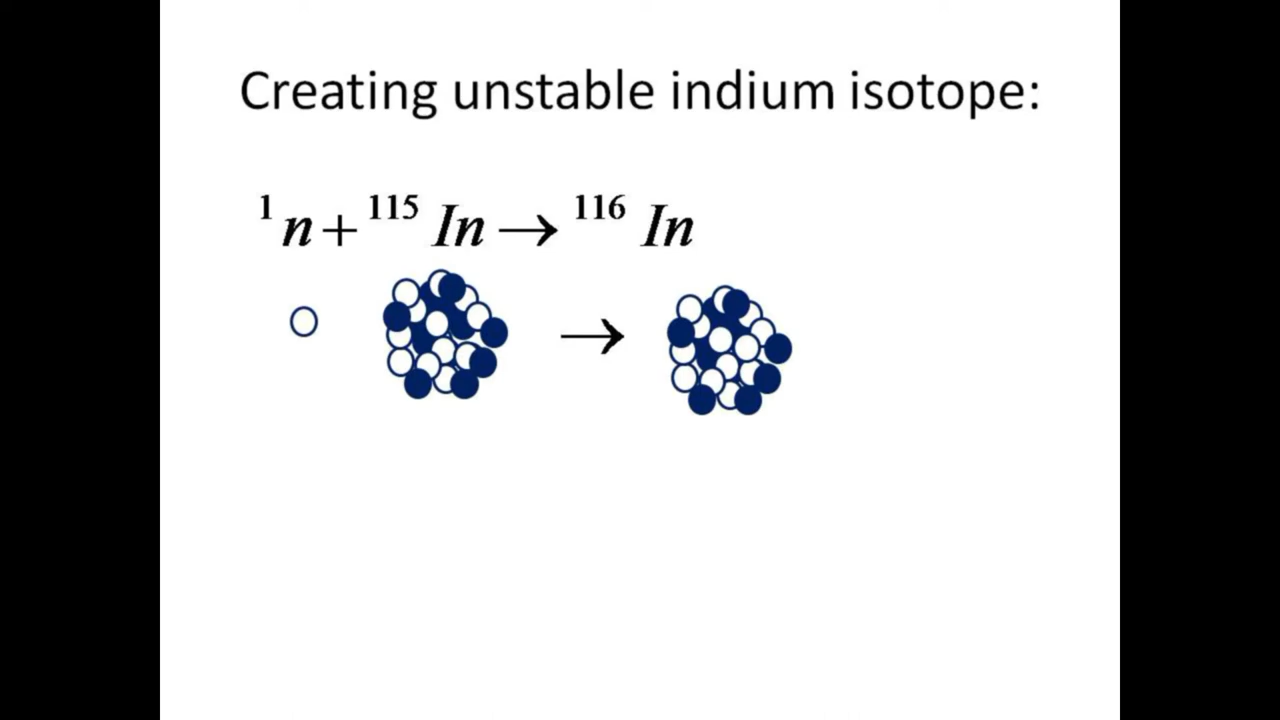 Creating unstable indium isotope:
¹n + ¹¹⁵In → ¹¹⁶In
→